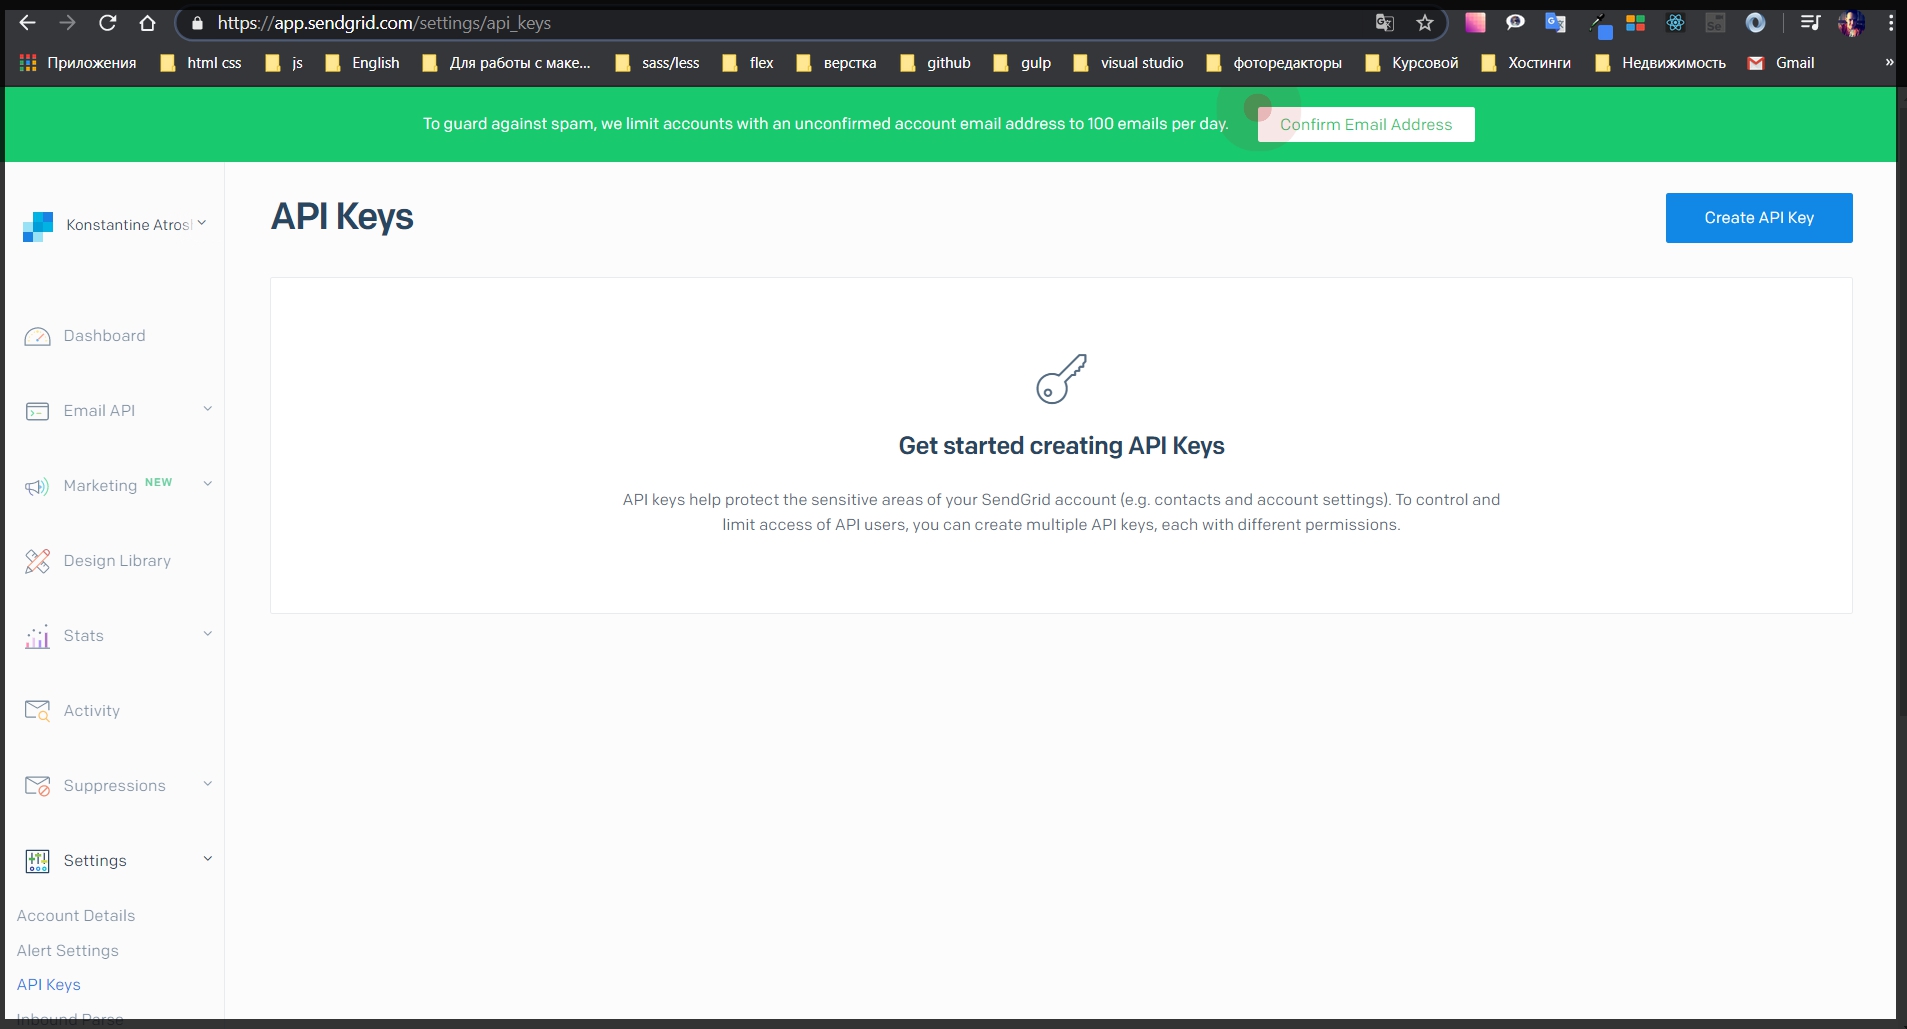 https://app.sendgrid.com/settings/api_keys
Приложения html css js English Для работы с маке... sass/less flex верстка github gulp visual studio фоторедакторы Курсовой Хостинги Недвижимость Gmail »
To guard against spam, we limit accounts with an unconfirmed account email address to 100 emails per day. Confirm Email Address
Konstantine Atros
API Keys
Create API Key
Dashboard
Email API
Marketing NEW
Design Library
Stats
Activity
Suppressions
Settings
Account Details
Alert Settings
API Keys
Inbound Parse
Get started creating API Keys
API keys help protect the sensitive areas of your SendGrid account (e.g. contacts and account settings). To control and
limit access of API users, you can create multiple API keys, each with different permissions.